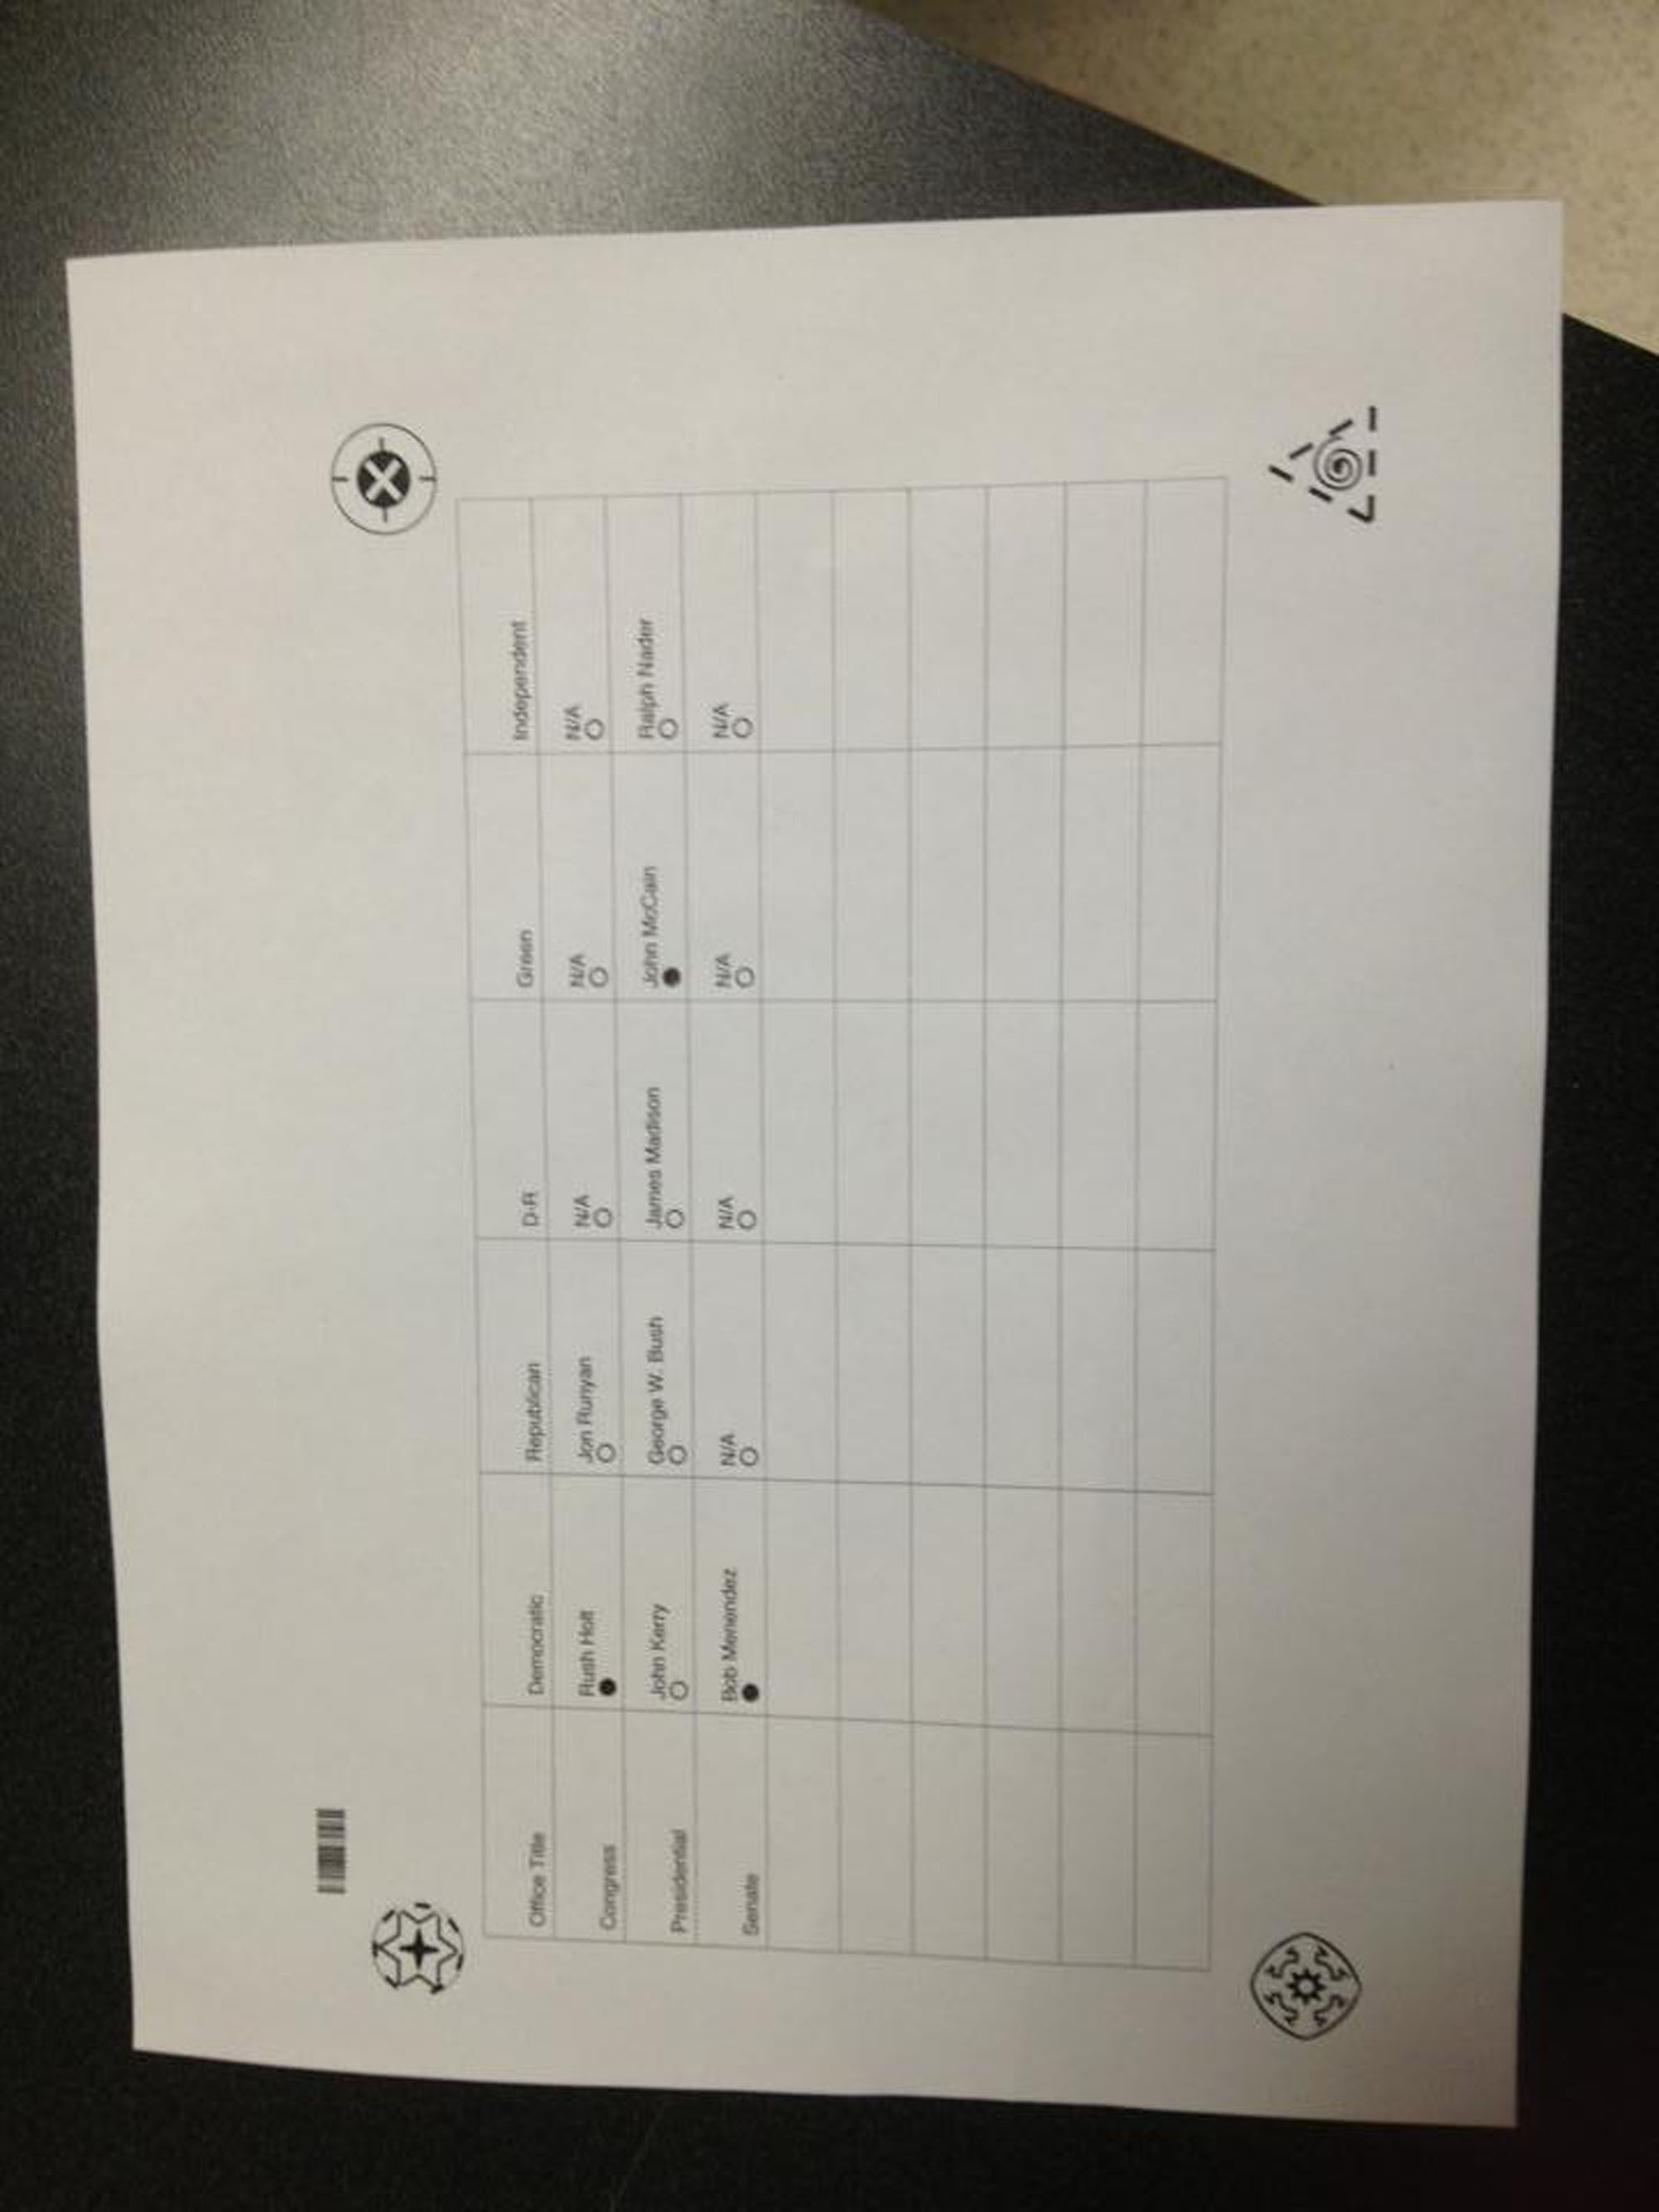 Office Title Democratic Republican D-R Green Independent
Congress Rush Holt Jon Runyan N/A N/A N/A
Presidential John Kerry George W. Bush James Madison John McCain Ralph Nader
Senate Bob Menendez N/A N/A N/A N/A